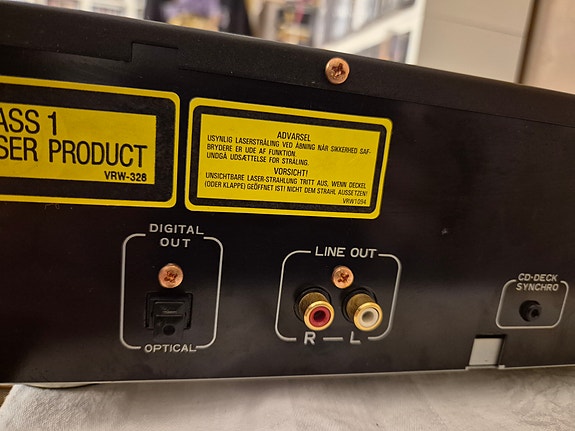 ASS 1
SER PRODUCT
VRW-328
ADVARSEL
USYNLIG LASERSTRÅLING VED ÅBNING NÅR SIKKERHED SAF-
BRYDERE ER UDE AF FUNKTION.
UNDGÅ UDSÆTTELSE FOR STRÅLING.
VORSICHT!
UNSICHTBARE LASER-STRAHLUNG TRITT AUS, WENN DECKEL
(ODER KLAPPE) GEÖFFNET IST! NICHT DEM STRAHL AUSSETZEN!
VRW1094
DIGITAL
OUT
OPTICAL
LINE OUT
R — L
CD-DECK
SYNCHRO